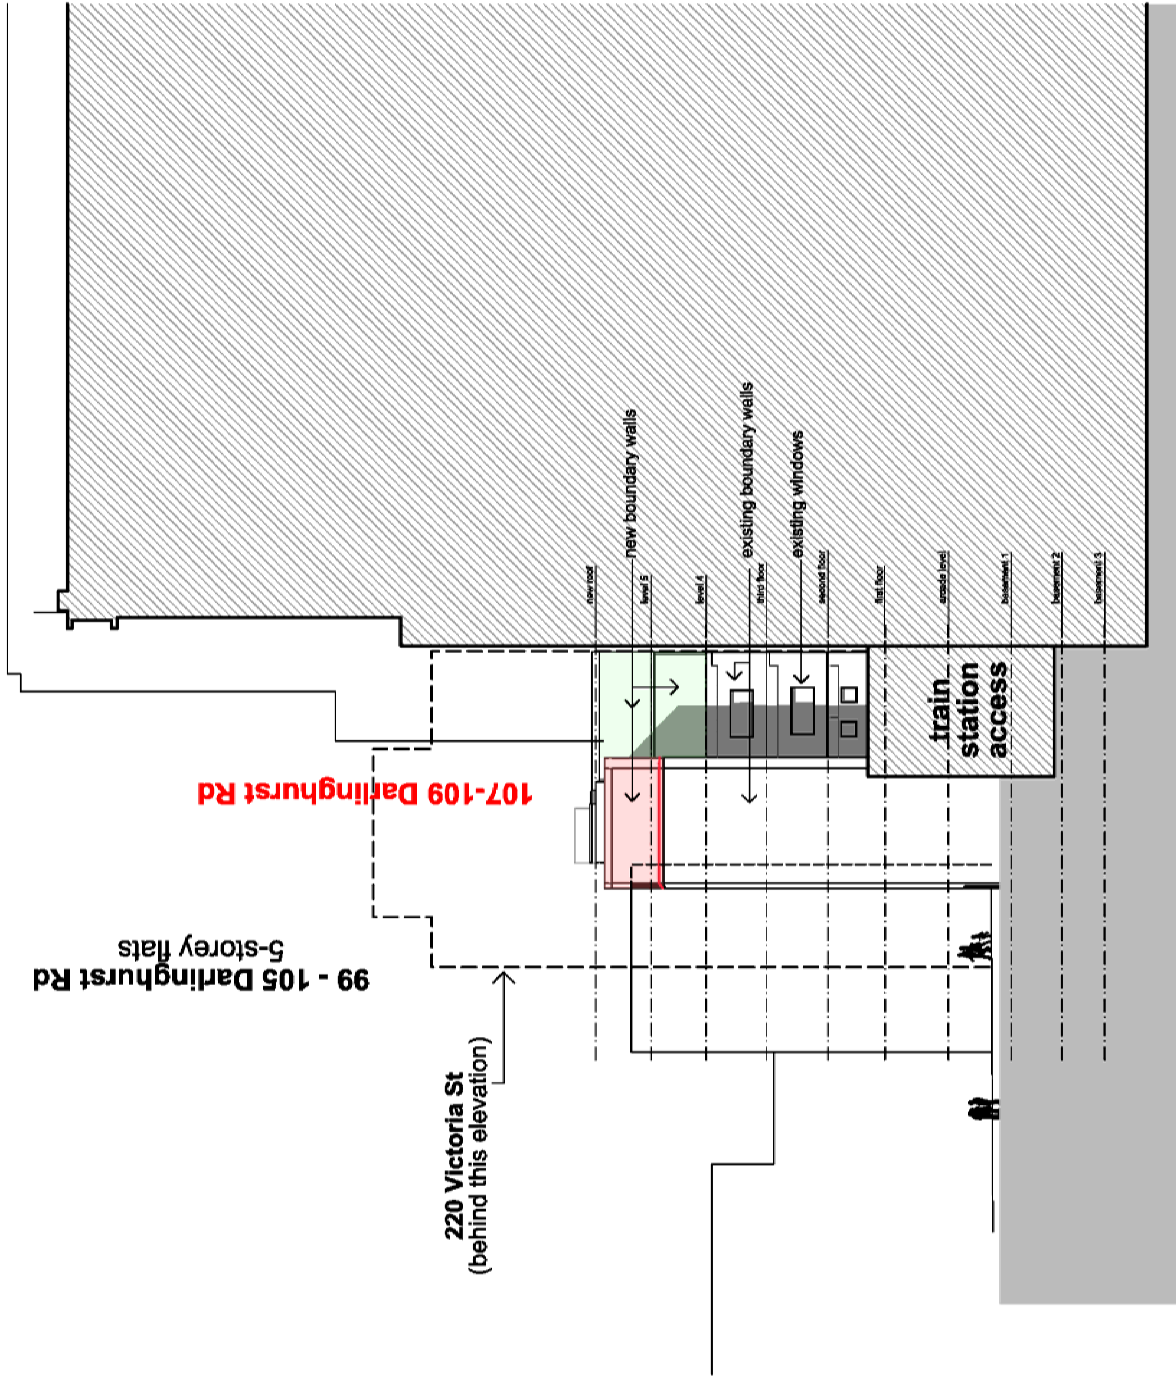 99 - 105 Darlinghurst Rd
5-storey flats
107-109 Darlinghurst Rd
220 Victoria St
(behind this elevation)
new boundary walls
existing boundary walls
existing windows
new roof
level 5
level 4
third floor
second floor
first floor
arcade level
basement 1
basement 2
basement 3
train
station
access